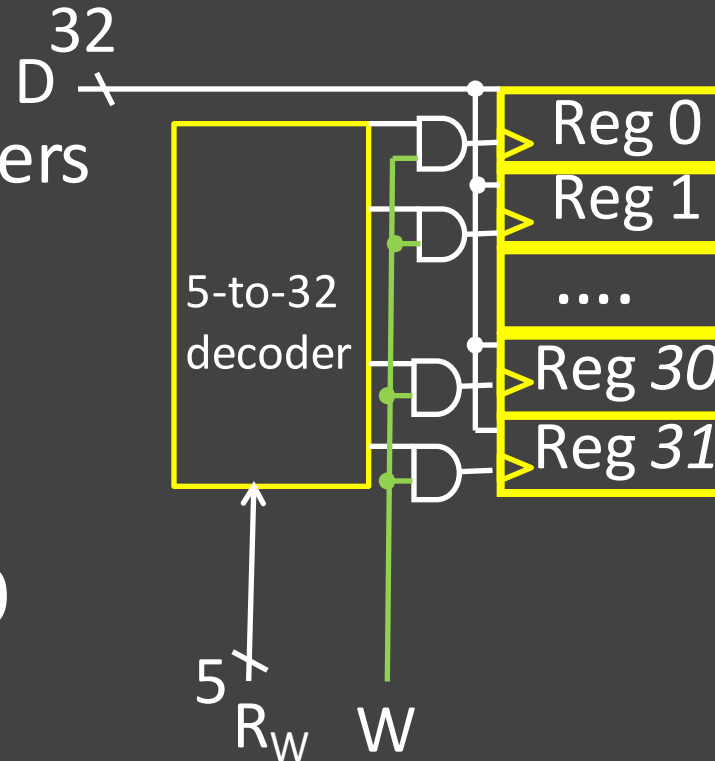 32
D
ers
Reg 0
Reg 1
....
Reg 30
Reg 31
5-to-32
decoder
5
R_W
W